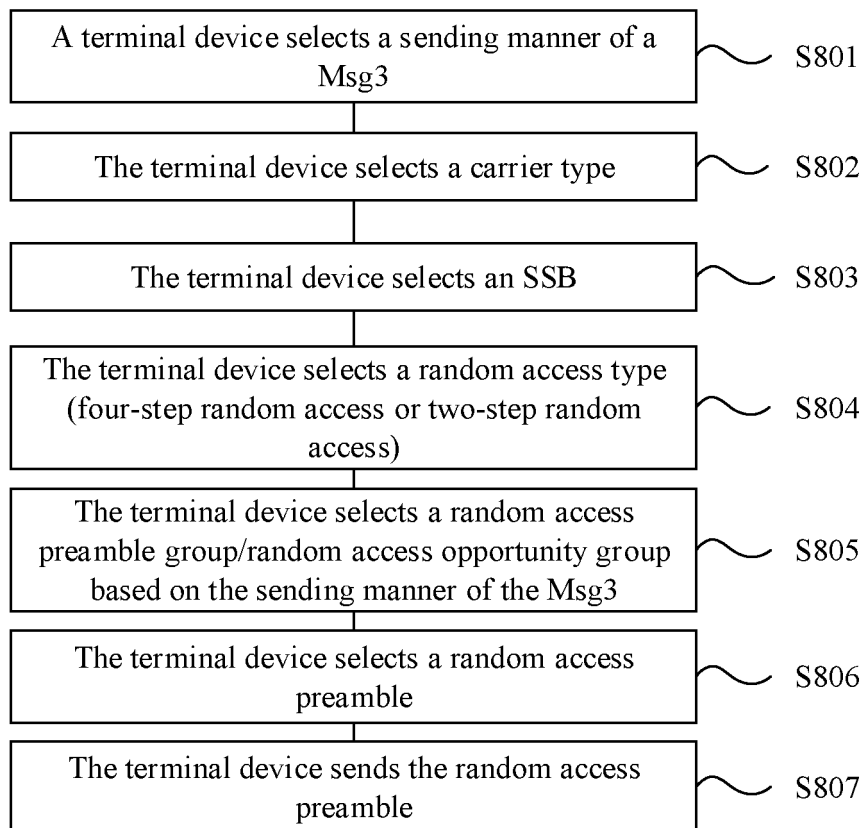 A terminal device selects a sending manner of a
Msg3
S801
The terminal device selects a carrier type
S802
The terminal device selects an SSB
S803
The terminal device selects a random access type
(four-step random access or two-step random
access)
S804
The terminal device selects a random access
preamble group/random access opportunity group
based on the sending manner of the Msg3
S805
The terminal device selects a random access
preamble
S806
The terminal device sends the random access
preamble
S807